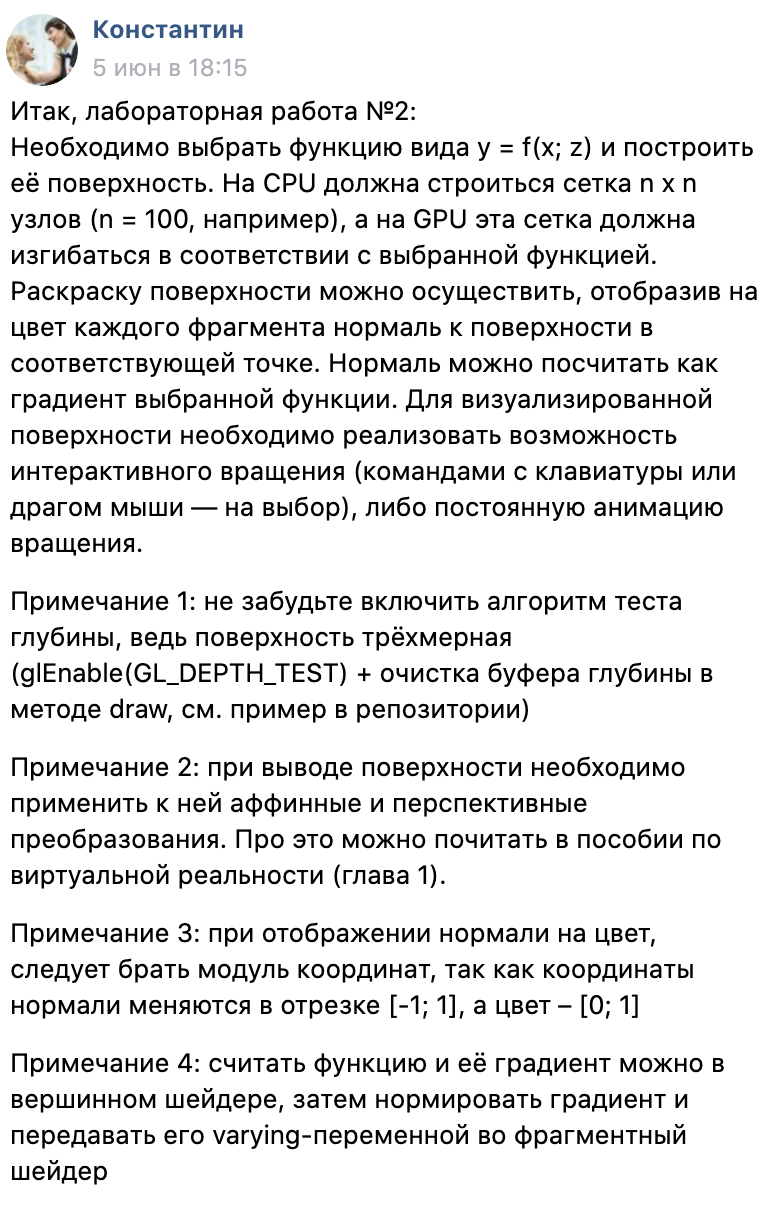 Константин
5 июн в 18:15
Итак, лабораторная работа №2:
Необходимо выбрать функцию вида y = f(x; z) и построить
её поверхность. На CPU должна строиться сетка n x n
узлов (n = 100, например), а на GPU эта сетка должна
изгибаться в соответствии с выбранной функцией.
Раскраску поверхности можно осуществить, отобразив на
цвет каждого фрагмента нормаль к поверхности в
соответствующей точке. Нормаль можно посчитать как
градиент выбранной функции. Для визуализированной
поверхности необходимо реализовать возможность
интерактивного вращения (командами с клавиатуры или
драгом мыши — на выбор), либо постоянную анимацию
вращения.
Примечание 1: не забудьте включить алгоритм теста
глубины, ведь поверхность трёхмерная
(glEnable(GL_DEPTH_TEST) + очистка буфера глубины в
методе draw, см. пример в репозитории)
Примечание 2: при выводе поверхности необходимо
применить к ней аффинные и перспективные
преобразования. Про это можно почитать в пособии по
виртуальной реальности (глава 1).
Примечание 3: при отображении нормали на цвет,
следует брать модуль координат, так как координаты
нормали меняются в отрезке [-1; 1], а цвет – [0; 1]
Примечание 4: считать функцию и её градиент можно в
вершинном шейдере, затем нормировать градиент и
передавать его varying-переменной во фрагментный
шейдер